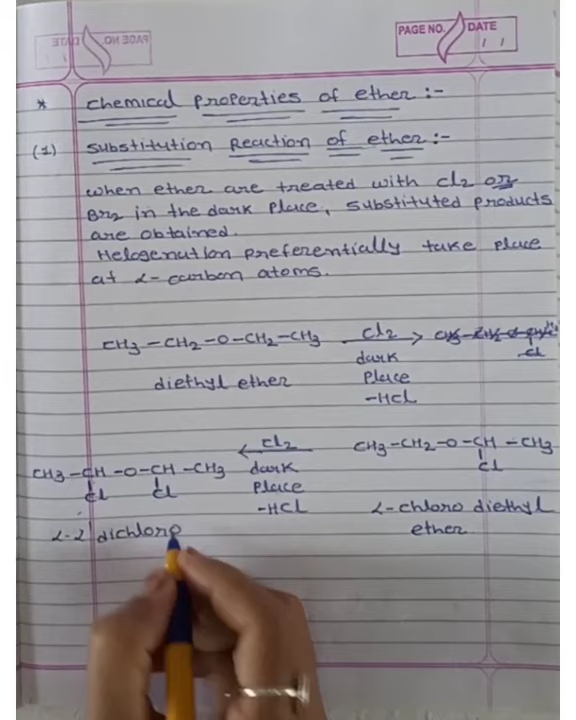 PAGE NO. DATE
/ /
* Chemical properties of ether :-
(1) Substitution Reaction of ether :-
when ether are treated with Cl2 or
Br2 in the dark place, substituted products
are obtained.
Helogenution preferentially take place
at α-carbon atoms.
CH3-CH2-O-CH2-CH3 Cl2 >
dark
place
-HCl
Cl
diethyl ether
CH3-CH2-O-CH-CH3
Cl
α-chloro diethyl
ether
Cl2
dark
place
-HCl
CH3-CH-O-CH-CH3
Cl Cl
α-α' dichloro